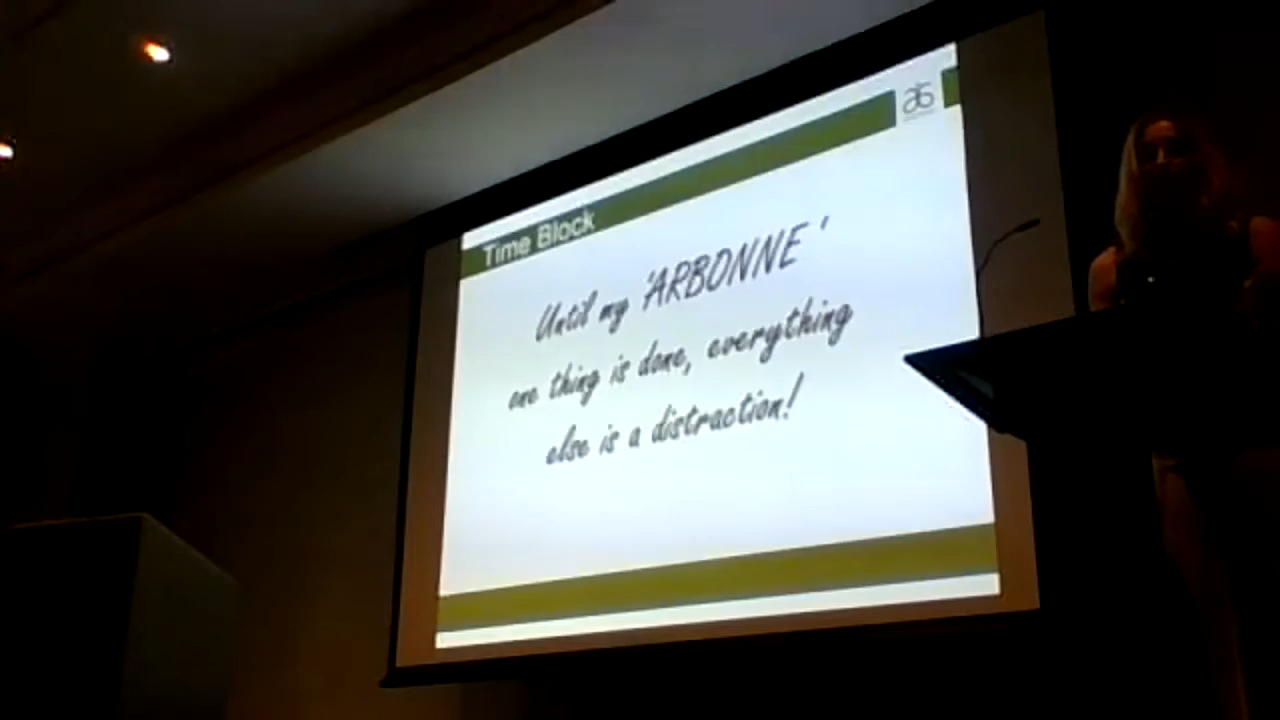 Time Block
Until my 'ARBONNE'
one thing is done, everything
else is a distraction!